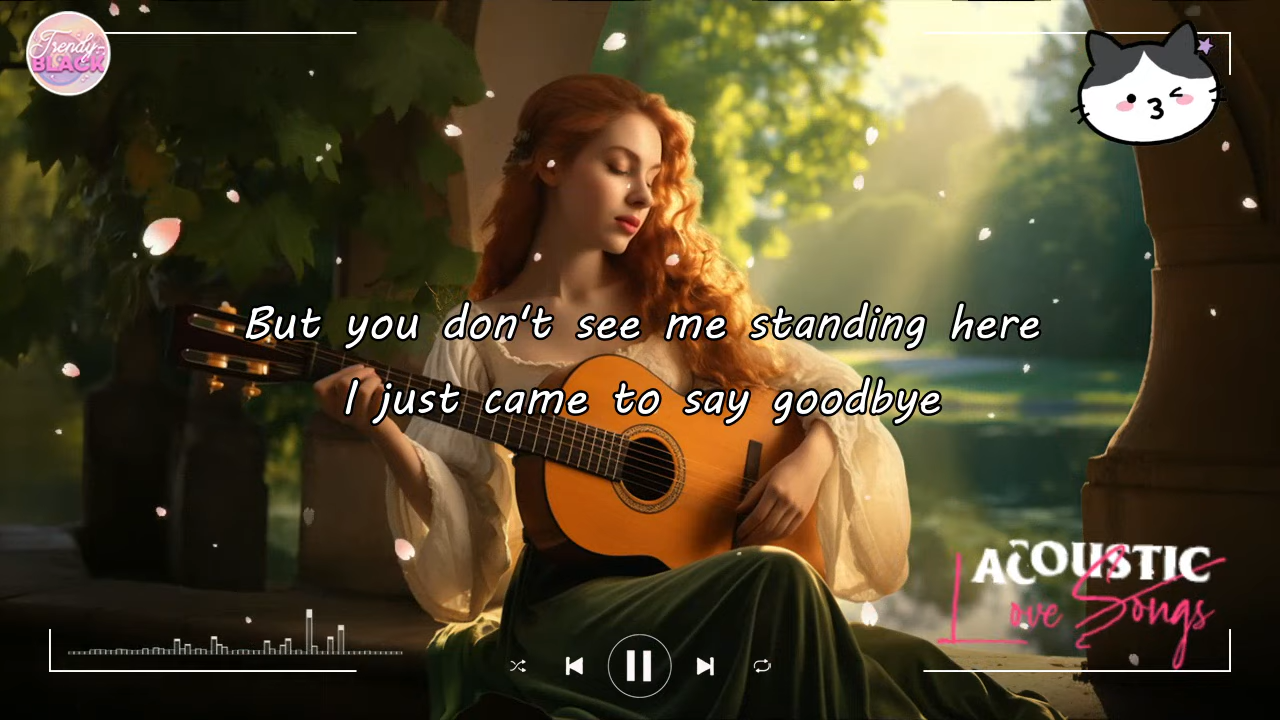 Trendy
BLACK
But you don't see me standing here
I just came to say goodbye
ACOUSTIC
Love Songs